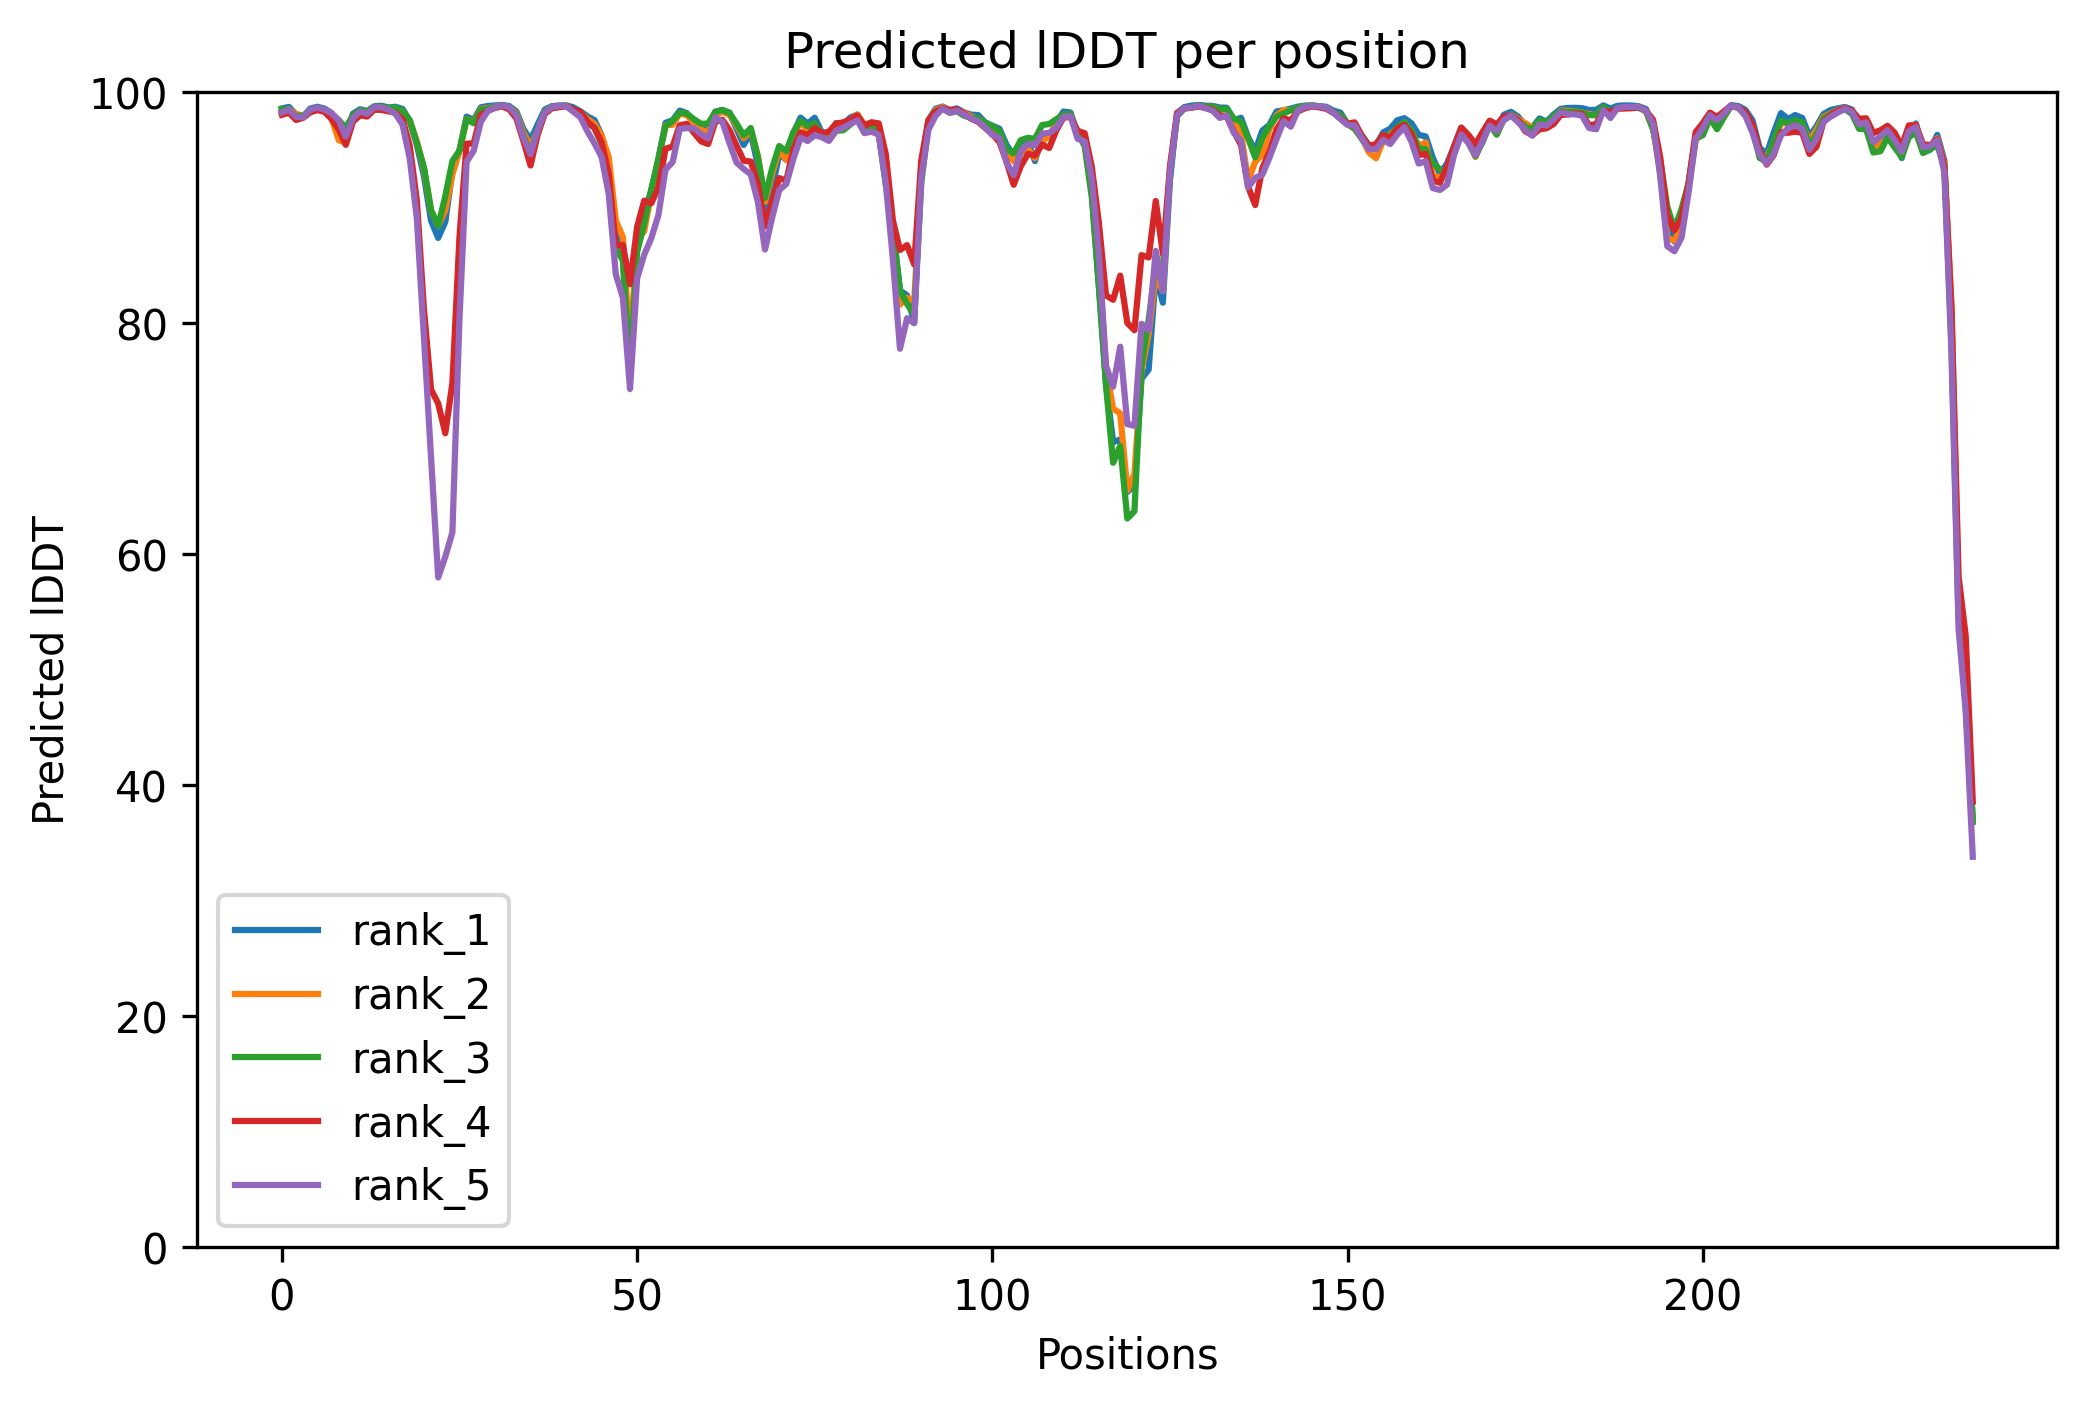 Predicted lDDT per position
100
80
60
40
20
0
Predicted lDDT
rank_1
rank_2
rank_3
rank_4
rank_5
0 50 100 150 200
Positions